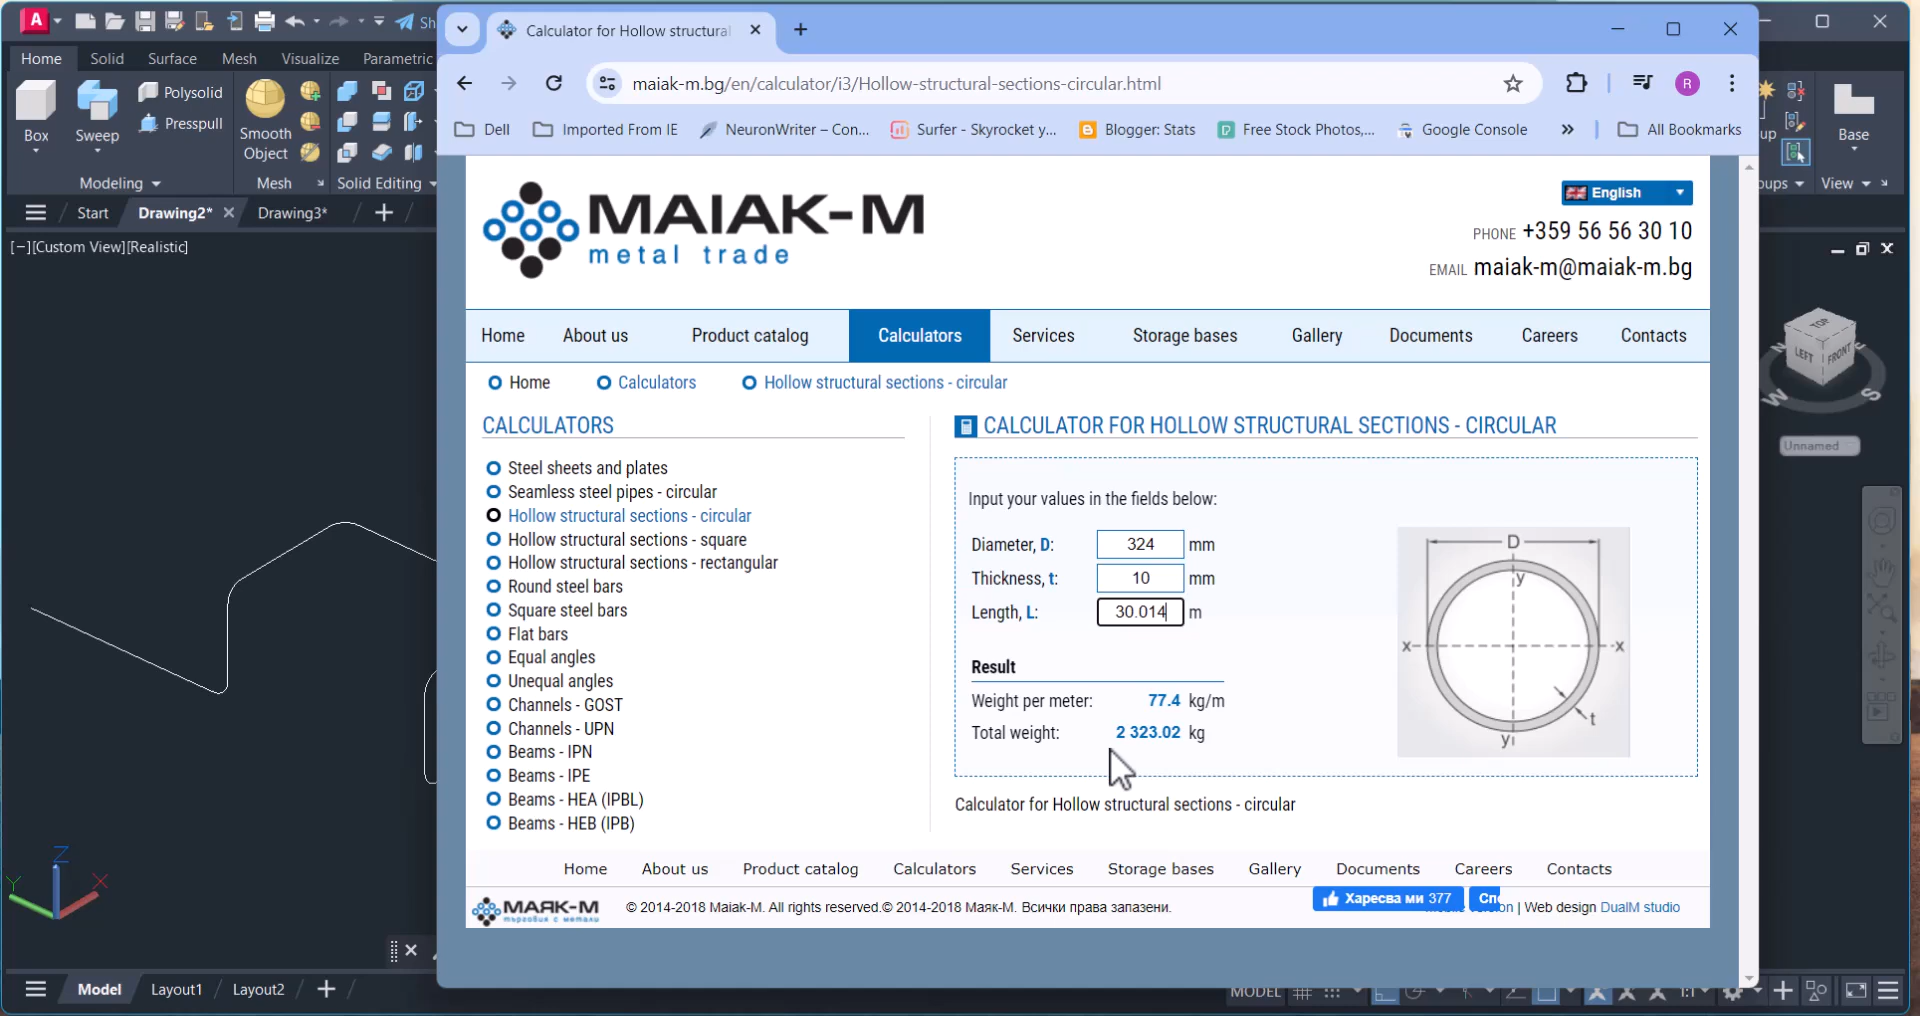 A
Sh
Home Solid Surface Mesh Visualize Parametric
Box
Sweep
Polysolid
Presspull
Smooth
Object
Modeling
Mesh
Solid Editing
Start Drawing2* Drawing3*
[−][Custom View][Realistic]
Calculator for Hollow structural
maiak-m.bg/en/calculator/i3/Hollow-structural-sections-circular.html
R
Dell Imported From IE NeuronWriter – Con... Surfer - Skyrocket y... Blogger: Stats Free Stock Photos,... Google Console » All Bookmarks
up
Base
oups
View
MAIAK-M
metal trade
English
PHONE +359 56 56 30 10
EMAIL maiak-m@maiak-m.bg
Home About us Product catalog Calculators Services Storage bases Gallery Documents Careers Contacts
Home Calculators Hollow structural sections - circular
CALCULATORS
Steel sheets and plates
Seamless steel pipes - circular
Hollow structural sections - circular
Hollow structural sections - square
Hollow structural sections - rectangular
Round steel bars
Square steel bars
Flat bars
Equal angles
Unequal angles
Channels - GOST
Channels - UPN
Beams - IPN
Beams - IPE
Beams - HEA (IPBL)
Beams - HEB (IPB)
CALCULATOR FOR HOLLOW STRUCTURAL SECTIONS - CIRCULAR
Input your values in the fields below:
Diameter, D: 324 mm
Thickness, t: 10 mm
Length, L: 30.014 m
Result
Weight per meter: 77.4 kg/m
Total weight: 2 323.02 kg
D
y
x x
t
y
Calculator for Hollow structural sections - circular
Home About us Product catalog Calculators Services Storage bases Gallery Documents Careers Contacts
МАЯК-М
търговия с метали
© 2014-2018 Maiak-M. All rights reserved.© 2014-2018 Маяк-М. Всички права запазени.
Харесва ми 377
Спо
| Web design DualM studio
TOP
LEFT
FRONT
N
W
S
Unnamed
Z
Y
X
Model Layout1 Layout2
MODEL
1:1